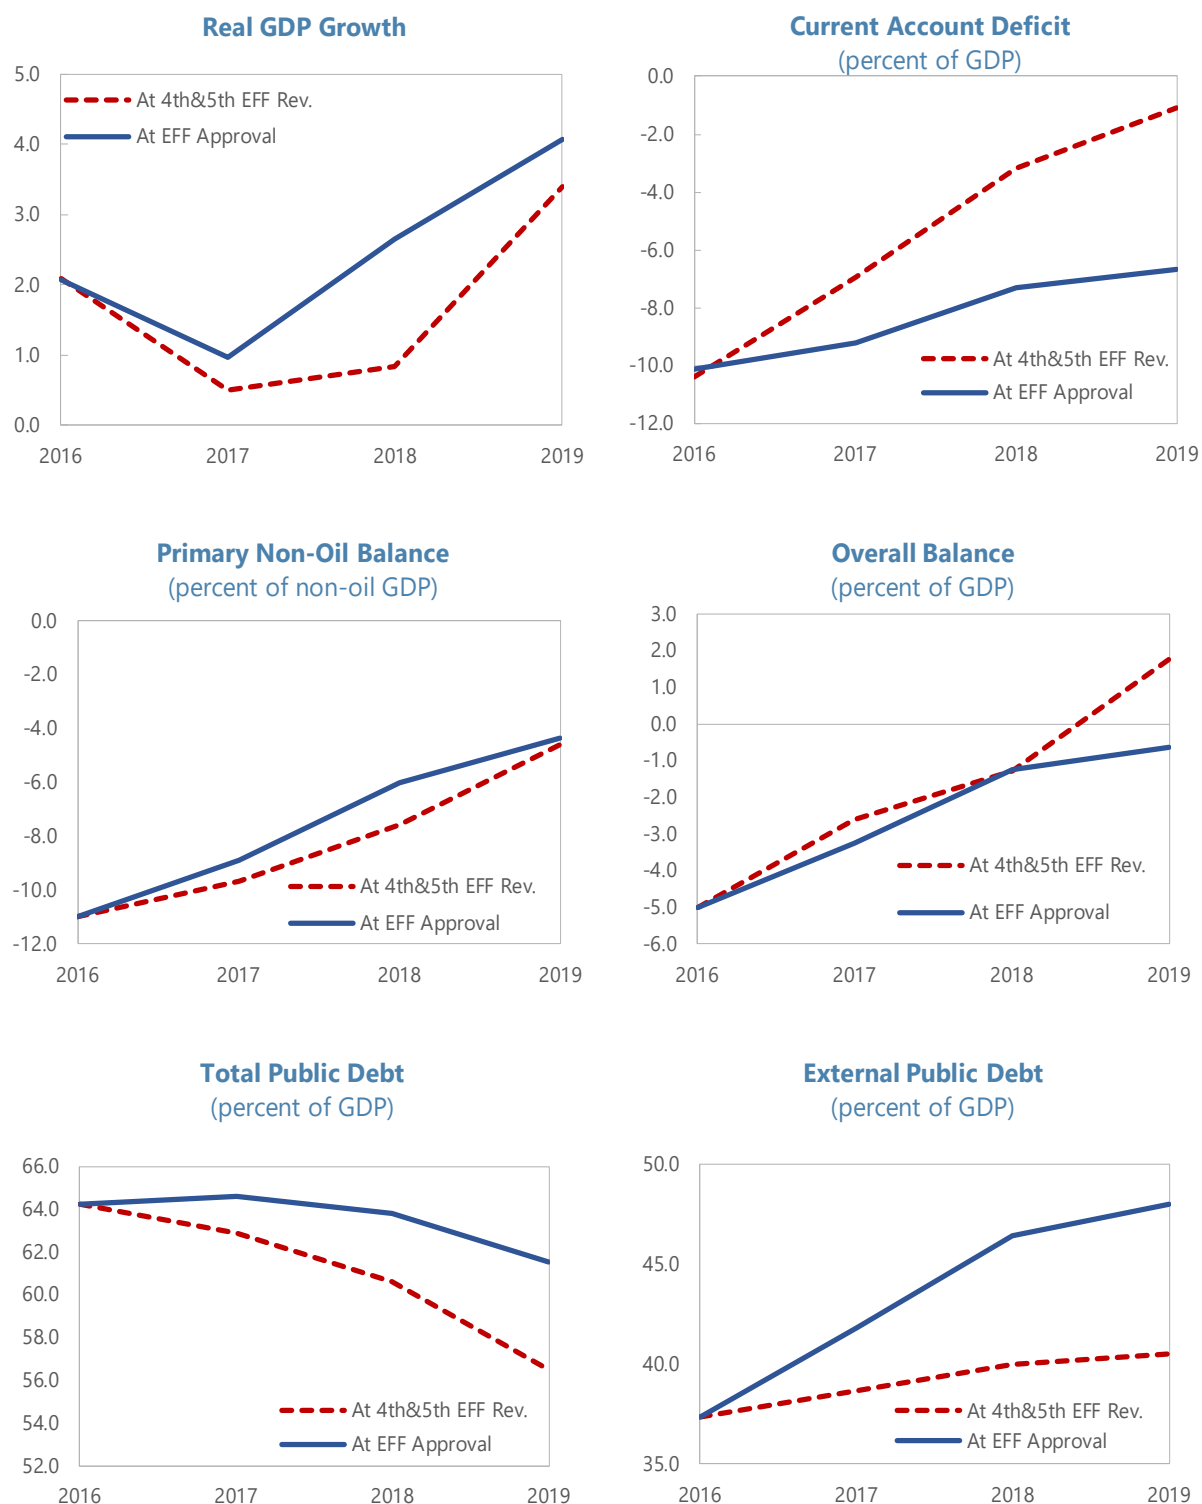 Real GDP Growth
5.0
4.0
3.0
2.0
1.0
0.0
At 4th&5th EFF Rev.
At EFF Approval
2016 2017 2018 2019
Current Account Deficit
(percent of GDP)
0.0
-2.0
-4.0
-6.0
-8.0
-10.0
-12.0
At 4th&5th EFF Rev.
At EFF Approval
2016 2017 2018 2019
Primary Non-Oil Balance
(percent of non-oil GDP)
0.0
-2.0
-4.0
-6.0
-8.0
-10.0
-12.0
At 4th&5th EFF Rev.
At EFF Approval
2016 2017 2018 2019
Overall Balance
(percent of GDP)
3.0
2.0
1.0
0.0
-1.0
-2.0
-3.0
-4.0
-5.0
-6.0
At 4th&5th EFF Rev.
At EFF Approval
2016 2017 2018 2019
Total Public Debt
(percent of GDP)
66.0
64.0
62.0
60.0
58.0
56.0
54.0
52.0
At 4th&5th EFF Rev.
At EFF Approval
2016 2017 2018 2019
External Public Debt
(percent of GDP)
50.0
45.0
40.0
35.0
At 4th&5th EFF Rev.
At EFF Approval
2016 2017 2018 2019